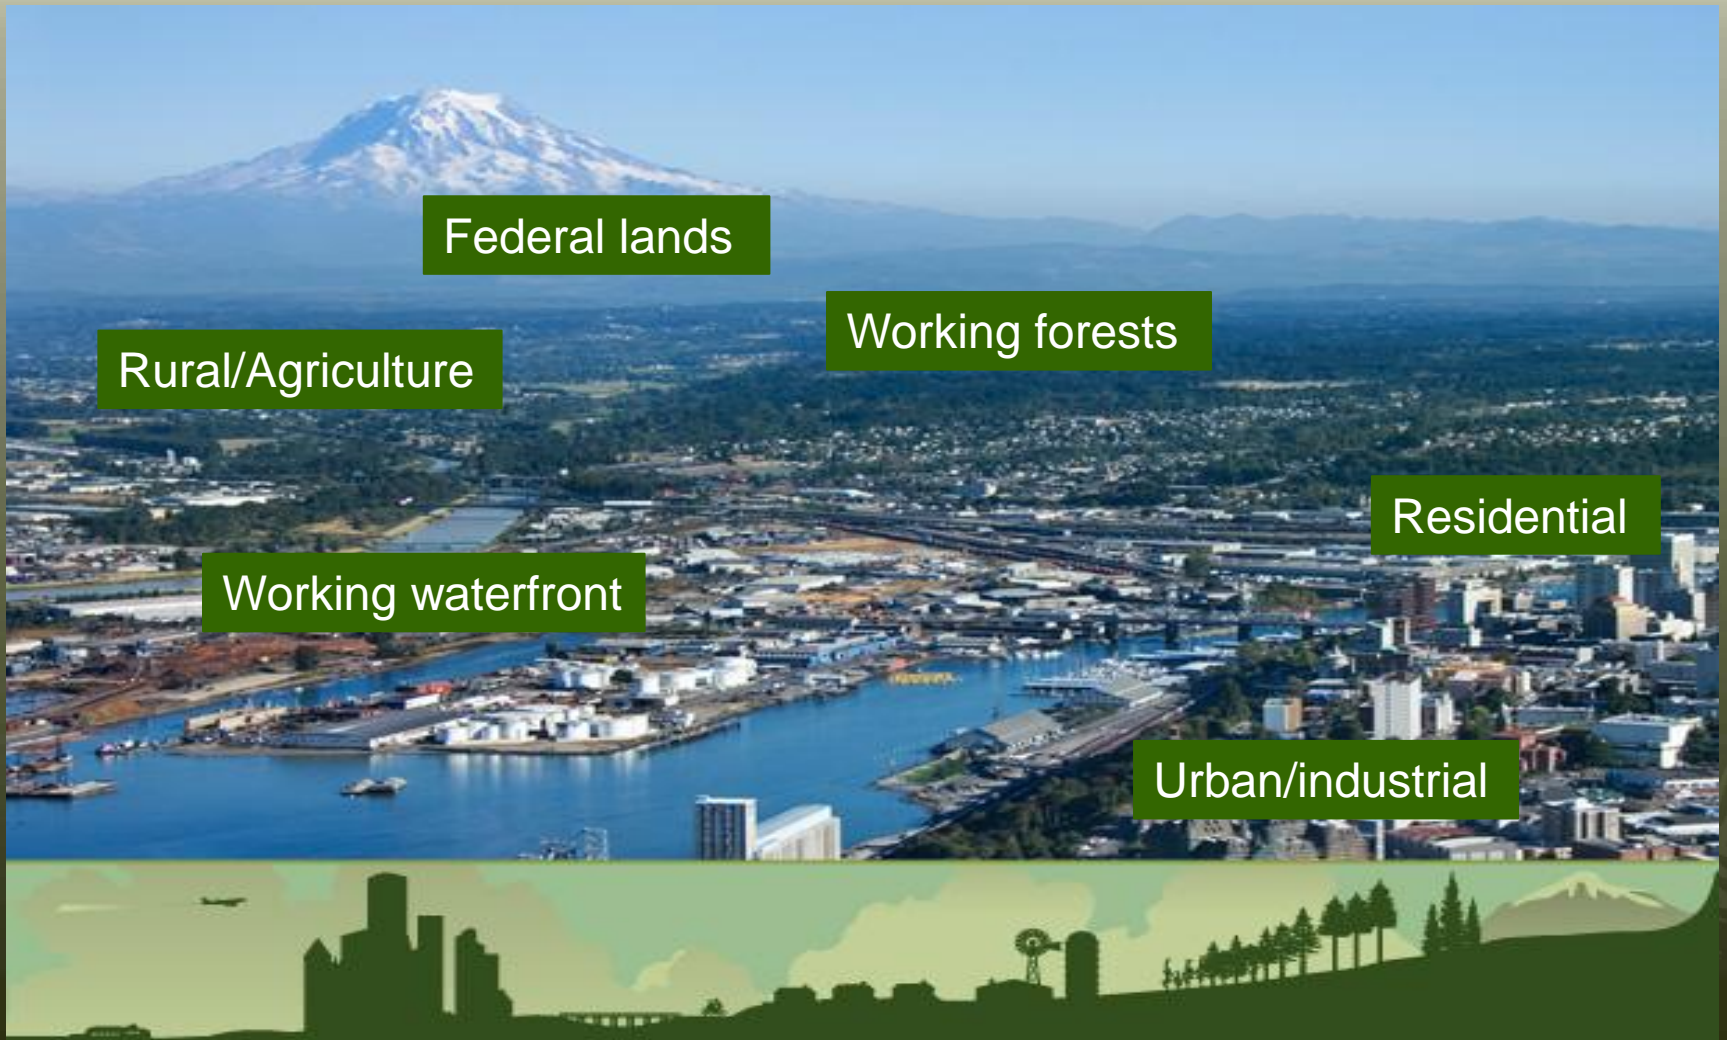 Federal lands
Working forests
Rural/Agriculture
Residential
Working waterfront
Urban/industrial